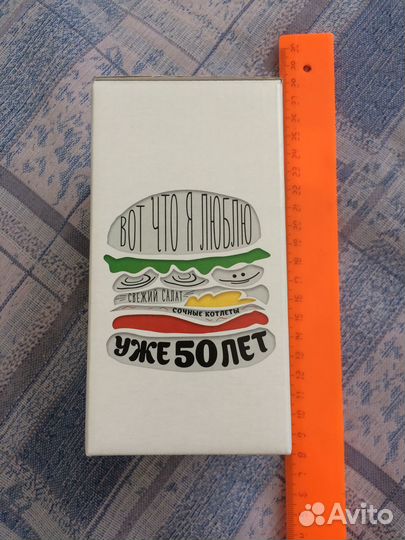 ВОТ ЧТО Я ЛЮБЛЮ
СВЕЖИЙ САЛАТ
СОЧНЫЕ КОТЛЕТЫ
УЖЕ 50 ЛЕТ
Avito